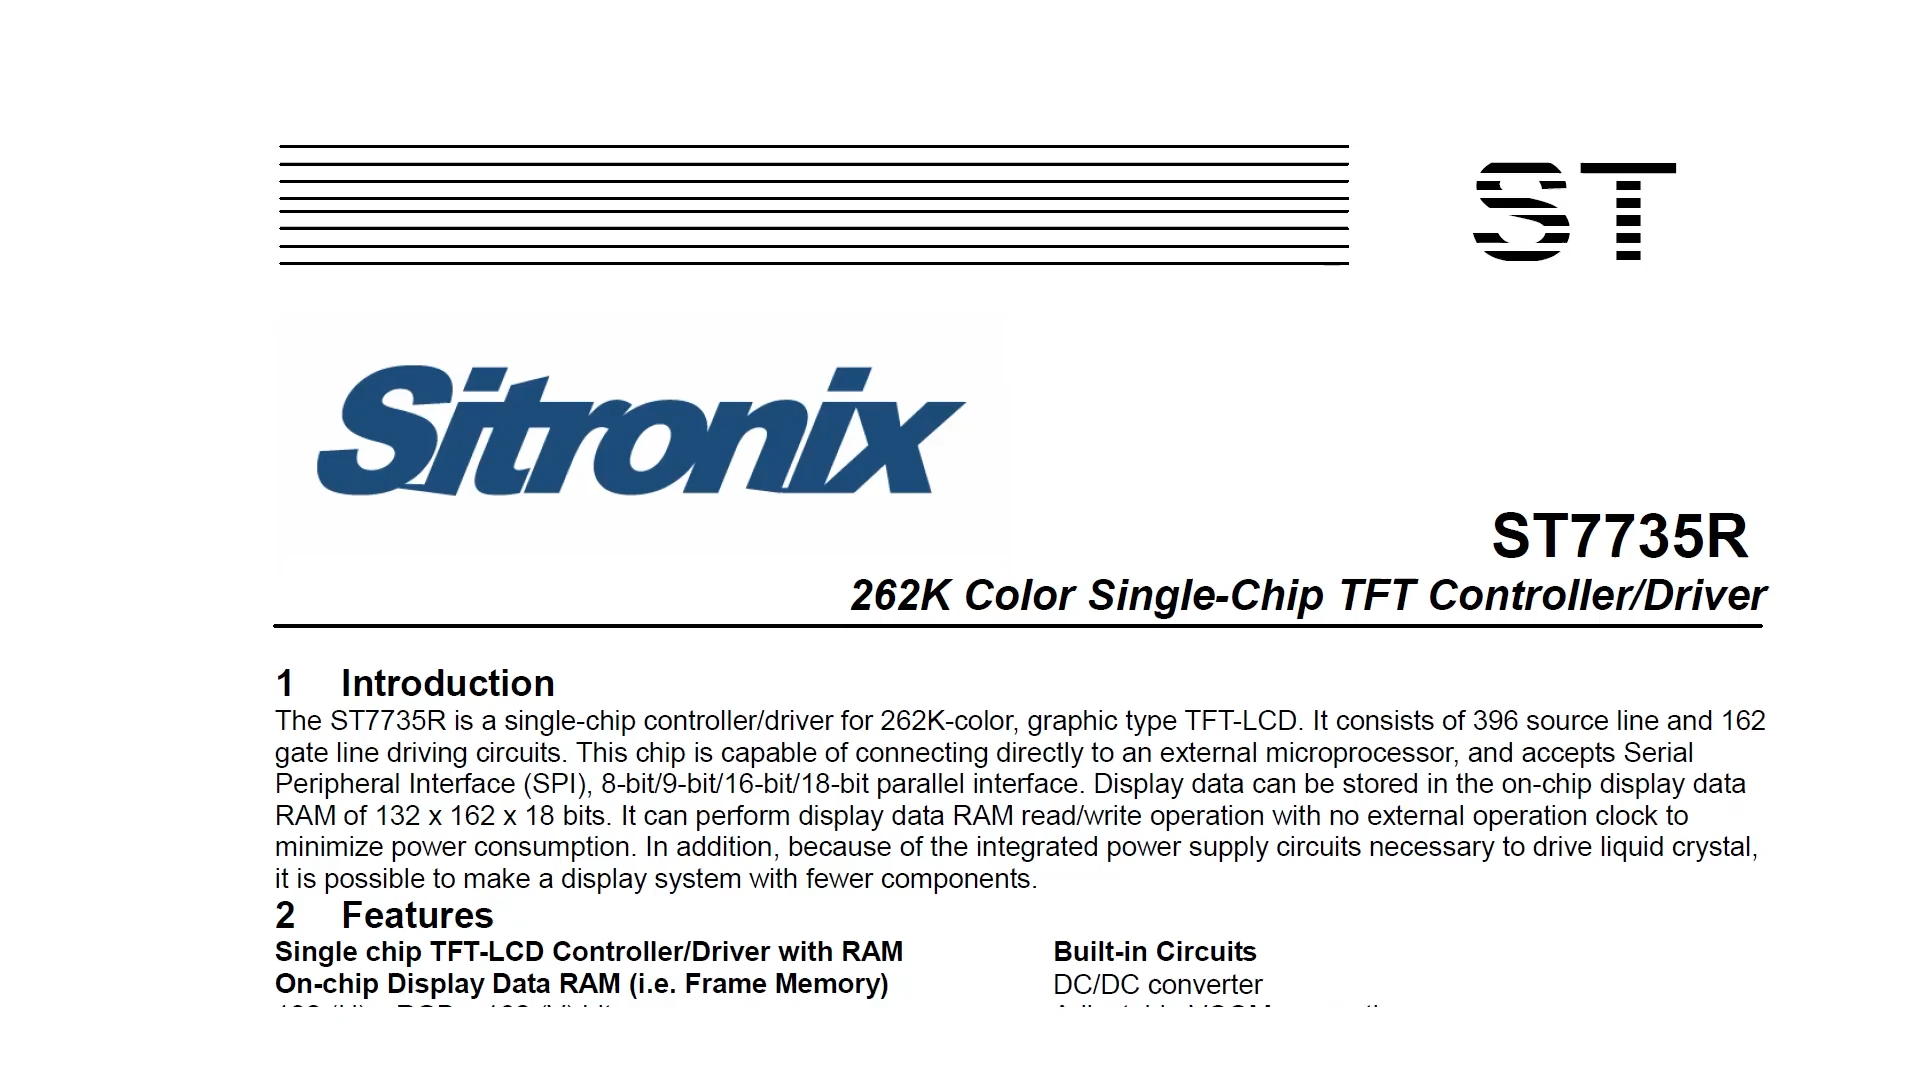 ST
Sitronix
ST7735R
262K Color Single-Chip TFT Controller/Driver
1 Introduction
The ST7735R is a single-chip controller/driver for 262K-color, graphic type TFT-LCD. It consists of 396 source line and 162
gate line driving circuits. This chip is capable of connecting directly to an external microprocessor, and accepts Serial
Peripheral Interface (SPI), 8-bit/9-bit/16-bit/18-bit parallel interface. Display data can be stored in the on-chip display data
RAM of 132 x 162 x 18 bits. It can perform display data RAM read/write operation with no external operation clock to
minimize power consumption. In addition, because of the integrated power supply circuits necessary to drive liquid crystal,
it is possible to make a display system with fewer components.
2 Features
Single chip TFT-LCD Controller/Driver with RAM
On-chip Display Data RAM (i.e. Frame Memory)
Built-in Circuits
DC/DC converter